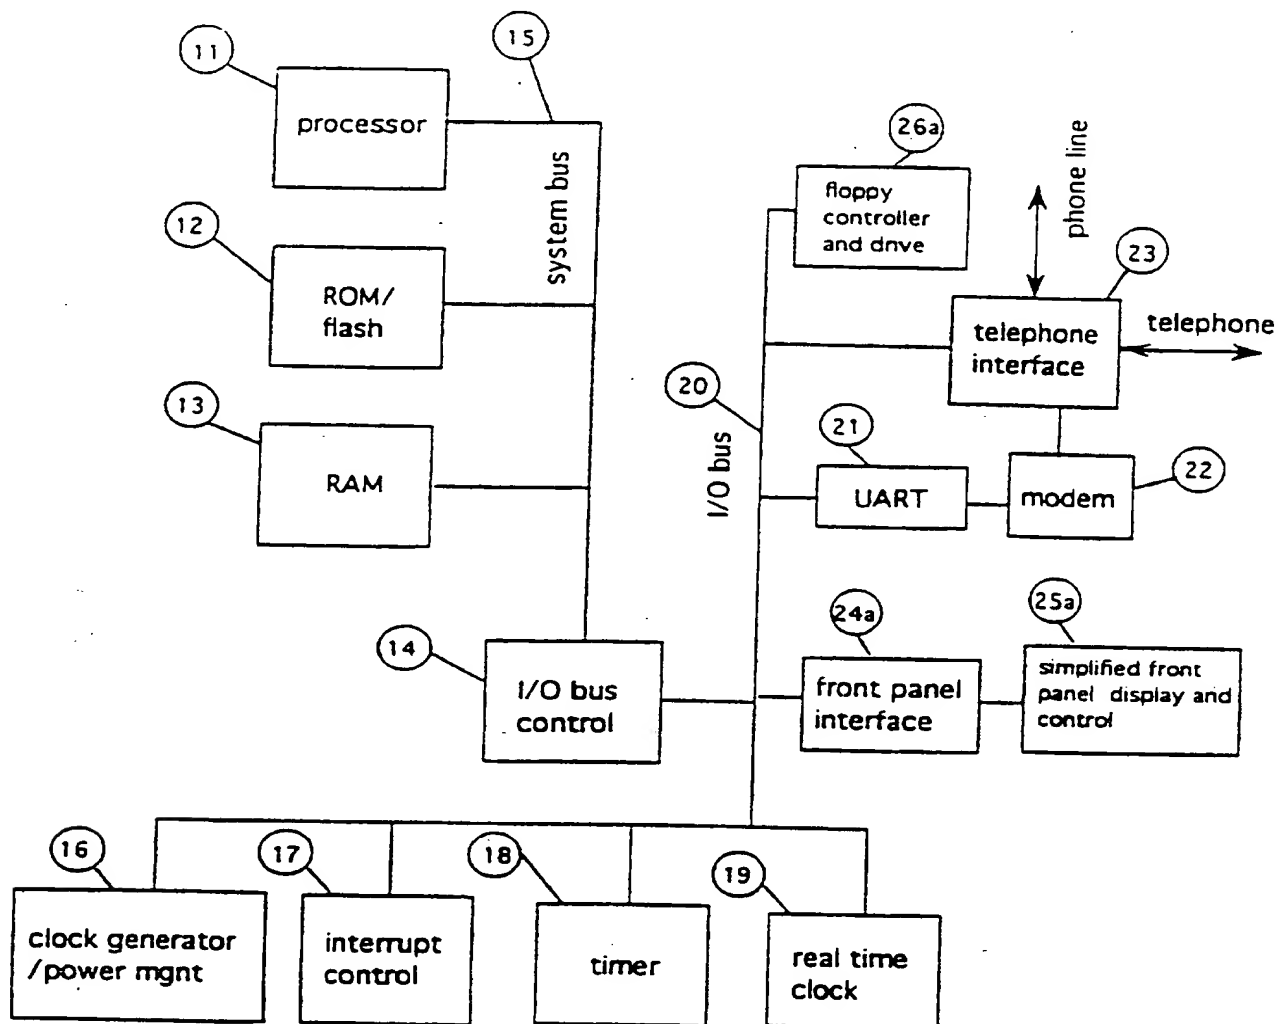 11
15
processor
system bus
12
ROM/
flash
13
RAM
14
I/O bus
control
26a
floppy
controller
and drive
phone line
23
telephone
interface
telephone
20
I/O bus
21
UART
22
modem
24a
front panel
interface
25a
simplified front
panel display and
control
16
clock generator
/power mgnt
17
interrupt
control
18
timer
19
real time
clock